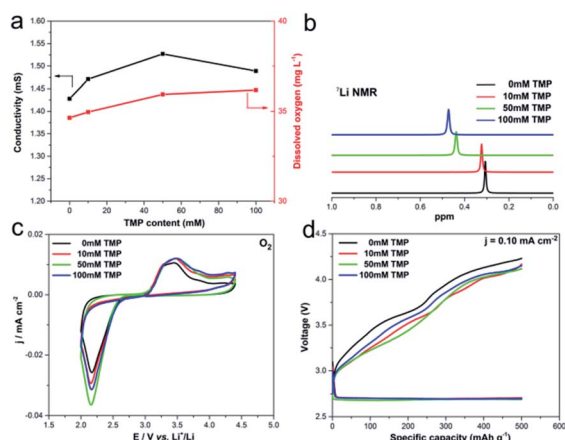 a
1.60
1.55
1.50
1.45
1.40
1.35
1.30
1.25
1.20
Conductivity (mS)
0
20
40
60
80
100
TMP content (mM)
40
35
30
Dissolved oxygen (mg L⁻¹)
b
⁷Li NMR
0mM TMP
10mM TMP
50mM TMP
100mM TMP
1.0
0.8
0.6
0.4
0.2
0.0
ppm
c
O₂
0mM TMP
10mM TMP
50mM TMP
100mM TMP
0.02
0.00
-0.02
-0.04
j / mA cm⁻²
2.0
2.5
3.0
3.5
4.0
4.5
E / V vs. Li⁺/Li
d
j = 0.10 mA cm⁻²
0mM TMP
10mM TMP
50mM TMP
100mM TMP
4.5
4.0
3.5
3.0
2.5
Voltage (V)
0
100
200
300
400
500
600
Specific capacity (mAh g⁻¹)